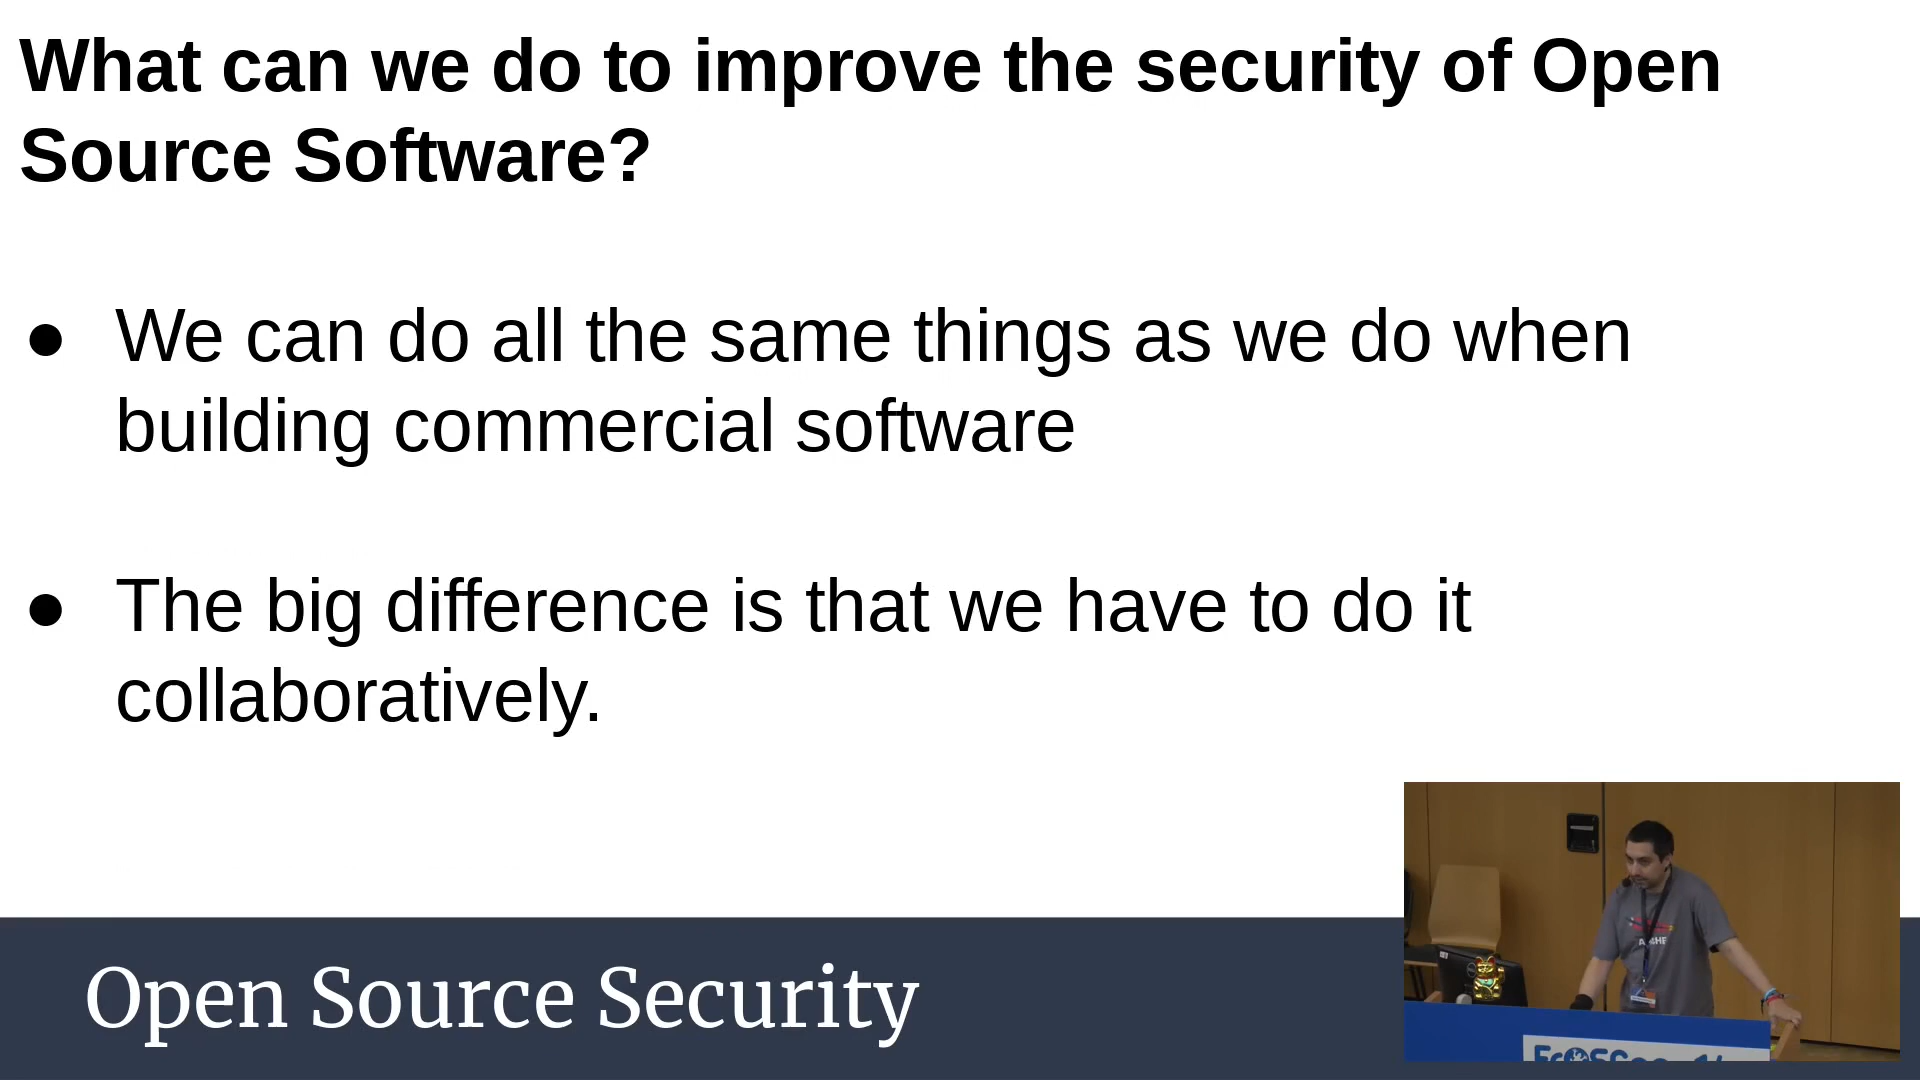 What can we do to improve the security of Open
Source Software?
● We can do all the same things as we do when
building commercial software
● The big difference is that we have to do it
collaboratively.
Open Source Security